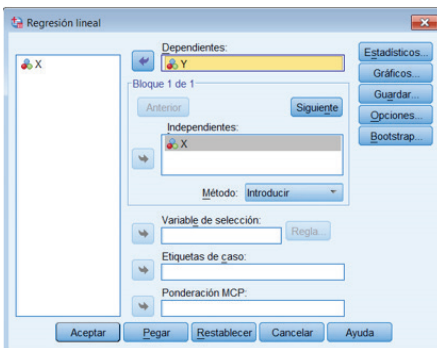 Regresión lineal
X
Dependientes:
Y
Bloque 1 de 1
Anterior
Siguiente
Independientes:
X
Método:
Introducir
Variable de selección:
Regla...
Etiquetas de caso:
Ponderación MCP:
Estadísticos...
Gráficos...
Guardar...
Opciones...
Bootstrap...
Aceptar
Pegar
Restablecer
Cancelar
Ayuda